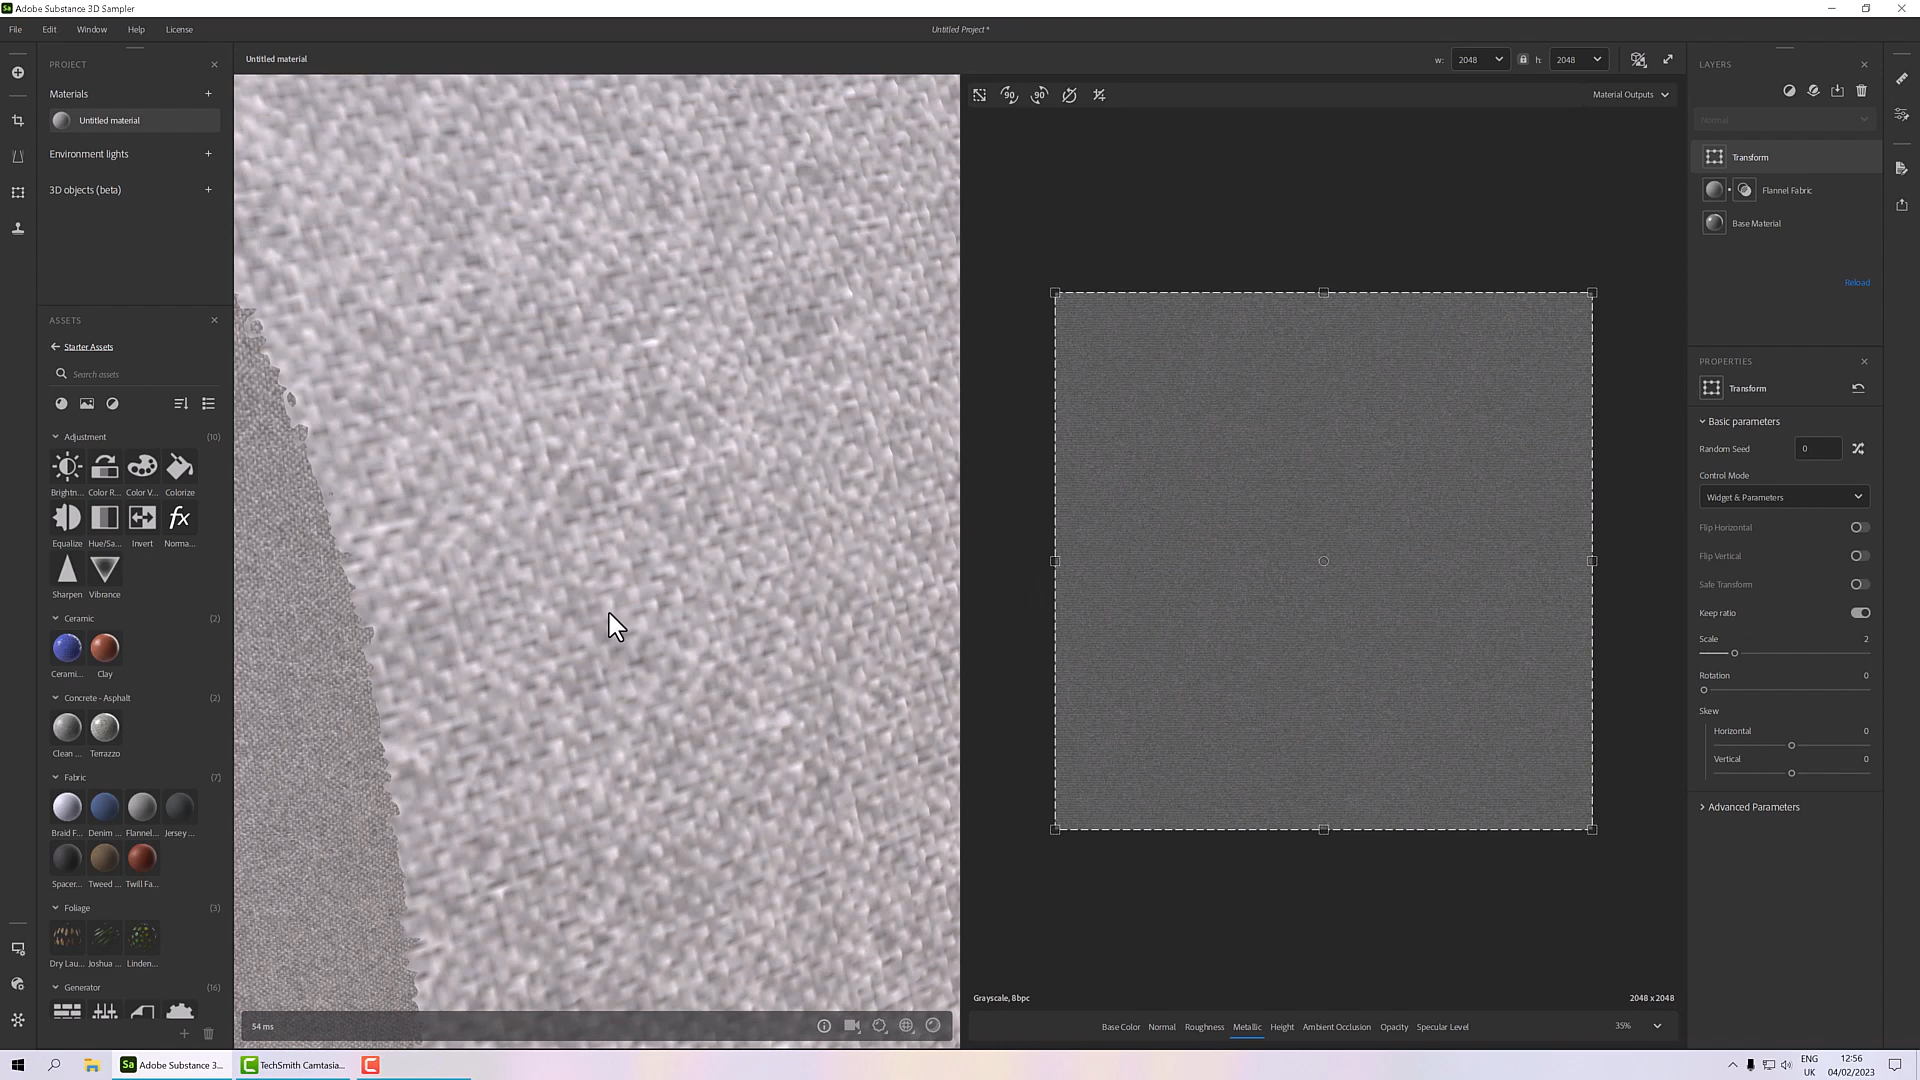 Adobe Substance 3D Sampler
File Edit Window Help License
Untitled Project *
PROJECT
Materials
Untitled material
Environment lights
3D objects (beta)
ASSETS
Starter Assets
Search assets
Adjustment (10)
Brightn... Color R... Color V... Colorize
Equalize Hue/Sa... Invert fx Norma...
Sharpen Vibrance
Ceramic (2)
Cerami... Clay
Concrete - Asphalt (2)
Clean ... Terrazzo
Fabric (7)
Braid F... Denim ... Flannel... Jersey ...
Spacer... Tweed ... Twill Fa...
Foliage (3)
Dry Lau... Joshua ... Linden...
Generator (16)
Untitled material
w: 2048 h: 2048
90 90
Material Outputs
54 ms
Grayscale, 8bpc
2048 x 2048
Base Color Normal Roughness Metallic Height Ambient Occlusion Opacity Specular Level
35%
LAYERS
Normal
Transform
Flannel Fabric
Base Material
Reload
PROPERTIES
Transform
Basic parameters
Random Seed 0
Control Mode
Widget & Parameters
Flip Horizontal
Flip Vertical
Safe Transform
Keep ratio
Scale 2
Rotation 0
Skew
Horizontal 0
Vertical 0
Advanced Parameters
Sa Adobe Substance 3... C TechSmith Camtasia... C
ENG
UK
12:56
04/02/2023